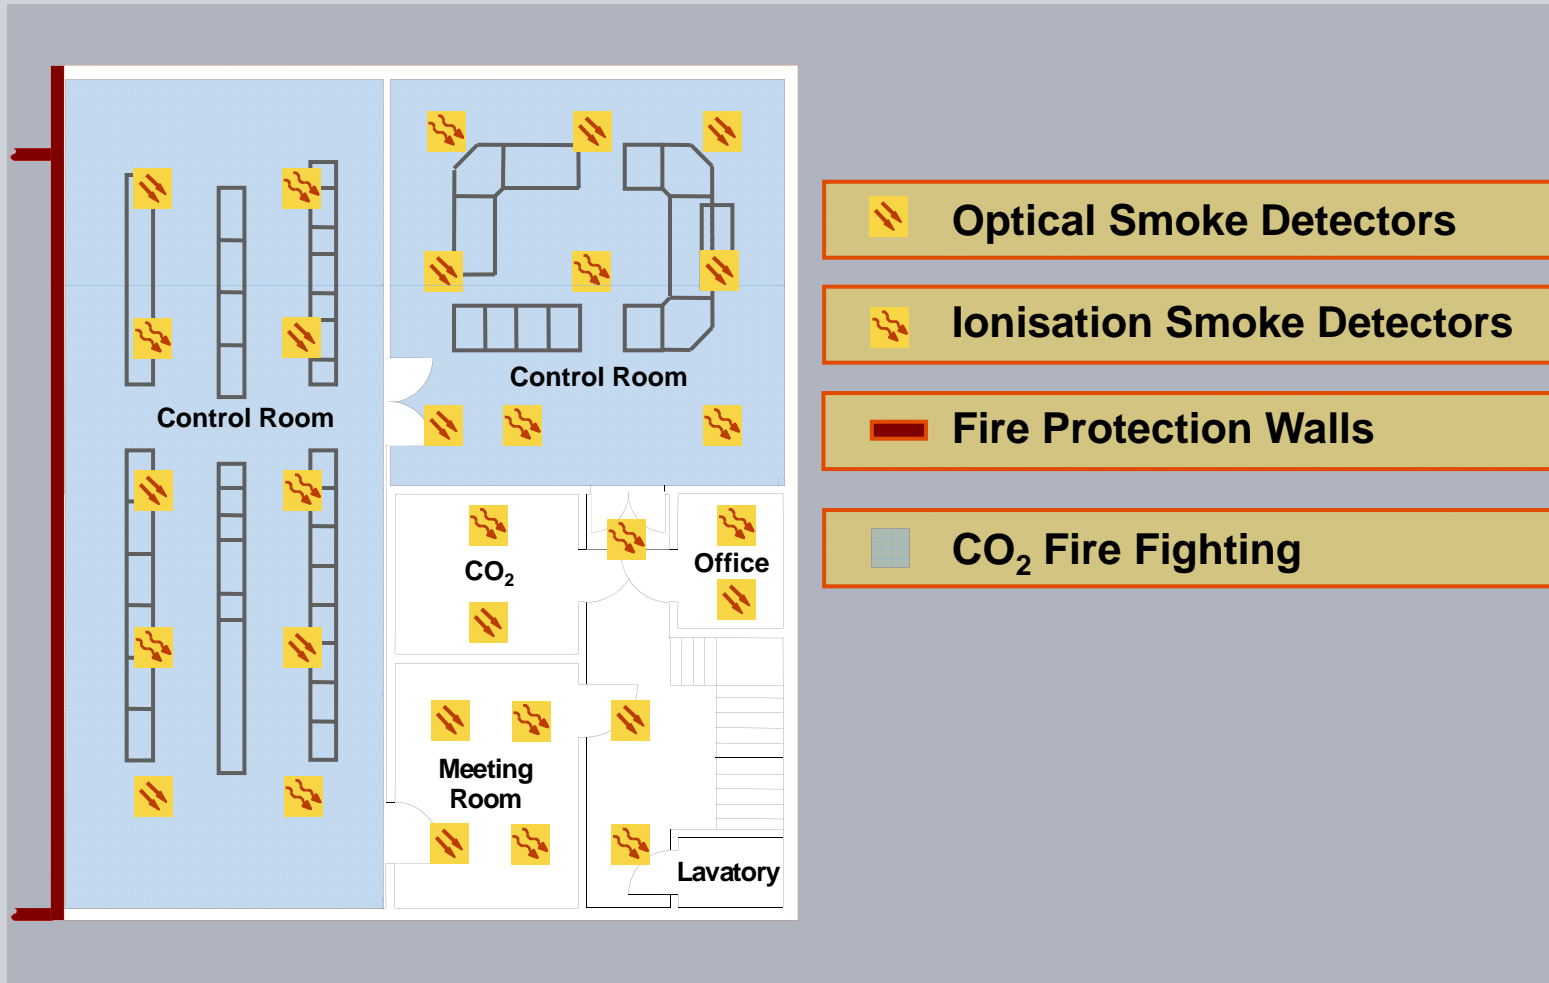 Control Room
Control Room
CO₂
Office
Meeting
Room
Lavatory
Optical Smoke Detectors
Ionisation Smoke Detectors
Fire Protection Walls
CO₂ Fire Fighting